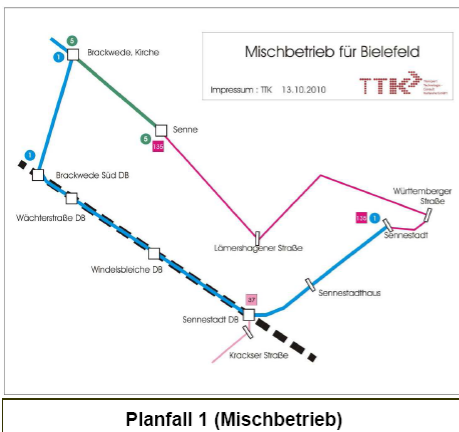 Mischbetrieb für Bielefeld
Impressum : TTK 13.10.2010
TTK
5
Brackwede, Kirche
1
5
Senne
135
1
Brackwede Süd DB
Wächterstraße DB
Württemberger
Straße
135
1
Sennestadt
Lämershagener Straße
Windelsbleiche DB
Sennestadthaus
37
Sennestadt DB
Krackser Straße
Planfall 1 (Mischbetrieb)